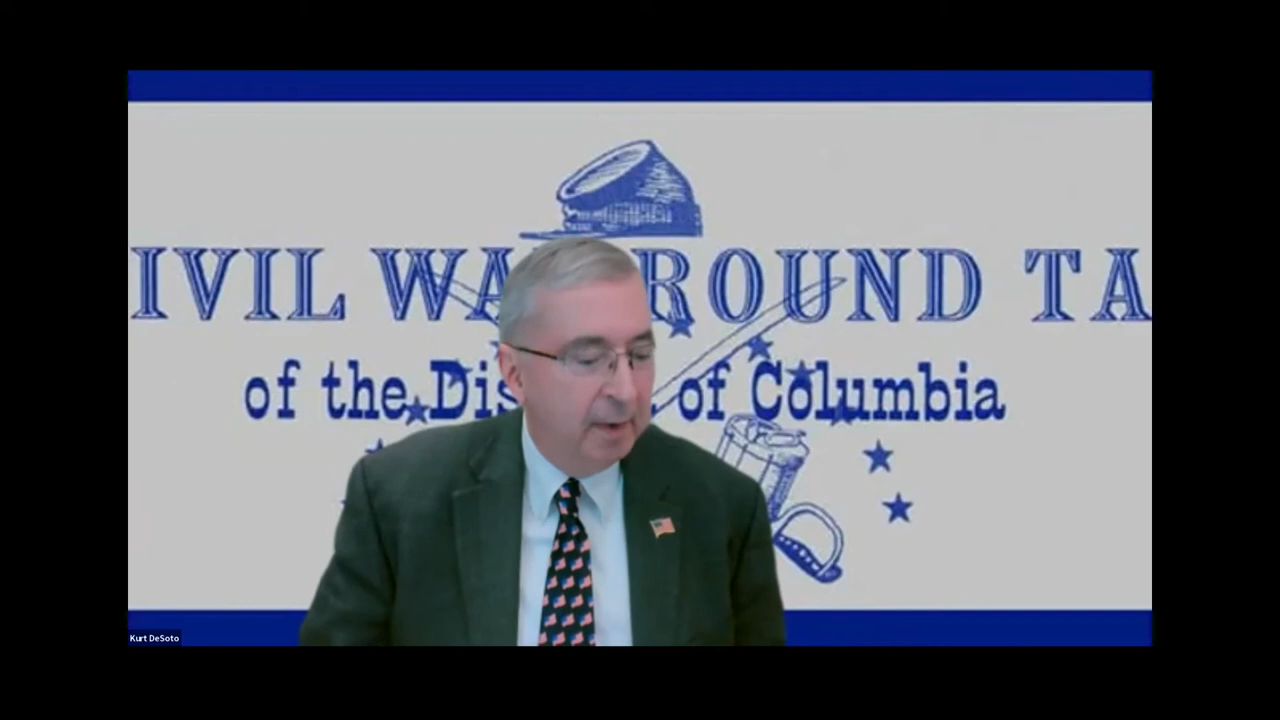 IVIL WA ROUND TA
of the Dis of Columbia
Kurt DeSoto